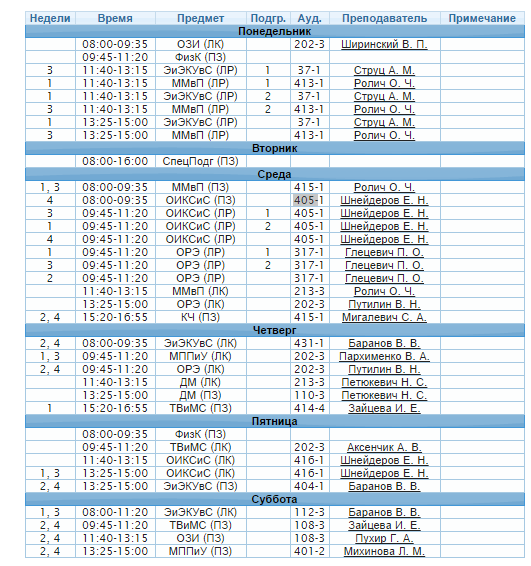 Недели Время Предмет Подгр. Ауд. Преподаватель Примечание
Понедельник
08:00-09:35 ОЗИ (ЛК) 202-3 Ширинский В. П.
09:45-11:20 ФизК (ПЗ)
3 11:40-13:15 ЭиЭКУвС (ЛР) 1 37-1 Струц А. М.
1 11:40-13:15 ММвП (ЛР) 1 413-1 Ролич О. Ч.
1 11:40-13:15 ЭиЭКУвС (ЛР) 2 37-1 Струц А. М.
3 11:40-13:15 ММвП (ЛР) 2 413-1 Ролич О. Ч.
1 13:25-15:00 ЭиЭКУвС (ЛР) 37-1 Струц А. М.
3 13:25-15:00 ММвП (ЛР) 413-1 Ролич О. Ч.
Вторник
08:00-16:00 СпецПодг (ПЗ)
Среда
1, 3 08:00-09:35 ММвП (ПЗ) 415-1 Ролич О. Ч.
4 08:00-09:35 ОИКСиС (ПЗ) 405-1 Шнейдеров Е. Н.
3 09:45-11:20 ОИКСиС (ЛР) 1 405-1 Шнейдеров Е. Н.
1 09:45-11:20 ОИКСиС (ЛР) 2 405-1 Шнейдеров Е. Н.
4 09:45-11:20 ОИКСиС (ЛР) 405-1 Шнейдеров Е. Н.
1 09:45-11:20 ОРЭ (ЛР) 1 317-1 Глецевич П. О.
3 09:45-11:20 ОРЭ (ЛР) 2 317-1 Глецевич П. О.
2 09:45-11:20 ОРЭ (ЛР) 317-1 Глецевич П. О.
11:40-13:15 ММвП (ЛК) 213-3 Ролич О. Ч.
13:25-15:00 ОРЭ (ЛК) 202-3 Путилин В. Н.
2, 4 15:20-16:55 КЧ (ПЗ) 415-1 Мигалевич С. А.
Четверг
2, 4 08:00-09:35 ЭиЭКУвС (ЛК) 431-1 Баранов В. В.
1, 3 09:45-11:20 МППиУ (ЛК) 202-3 Пархименко В. А.
2, 4 09:45-11:20 ОРЭ (ЛК) 202-3 Путилин В. Н.
11:40-13:15 ДМ (ЛК) 213-3 Петюкевич Н. С.
13:25-15:00 ДМ (ПЗ) 110-3 Петюкевич Н. С.
1 15:20-16:55 ТВиМС (ПЗ) 414-4 Зайцева И. Е.
Пятница
08:00-09:35 ФизК (ПЗ)
09:45-11:20 ТВиМС (ЛК) 202-3 Аксенчик А. В.
11:40-13:15 ОИКСиС (ЛК) 416-1 Шнейдеров Е. Н.
1, 3 13:25-15:00 ОИКСиС (ЛК) 416-1 Шнейдеров Е. Н.
2, 4 13:25-15:00 ЭиЭКУвС (ПЗ) 404-1 Баранов В. В.
Суббота
1, 3 08:00-11:20 ЭиЭКУвС (ЛК) 112-3 Баранов В. В.
2, 4 09:45-11:20 ТВиМС (ПЗ) 108-3 Зайцева И. Е.
2, 4 11:40-13:15 ОЗИ (ПЗ) 108-3 Пухир Г. А.
2, 4 13:25-15:00 МППиУ (ПЗ) 401-2 Михинова Л. М.